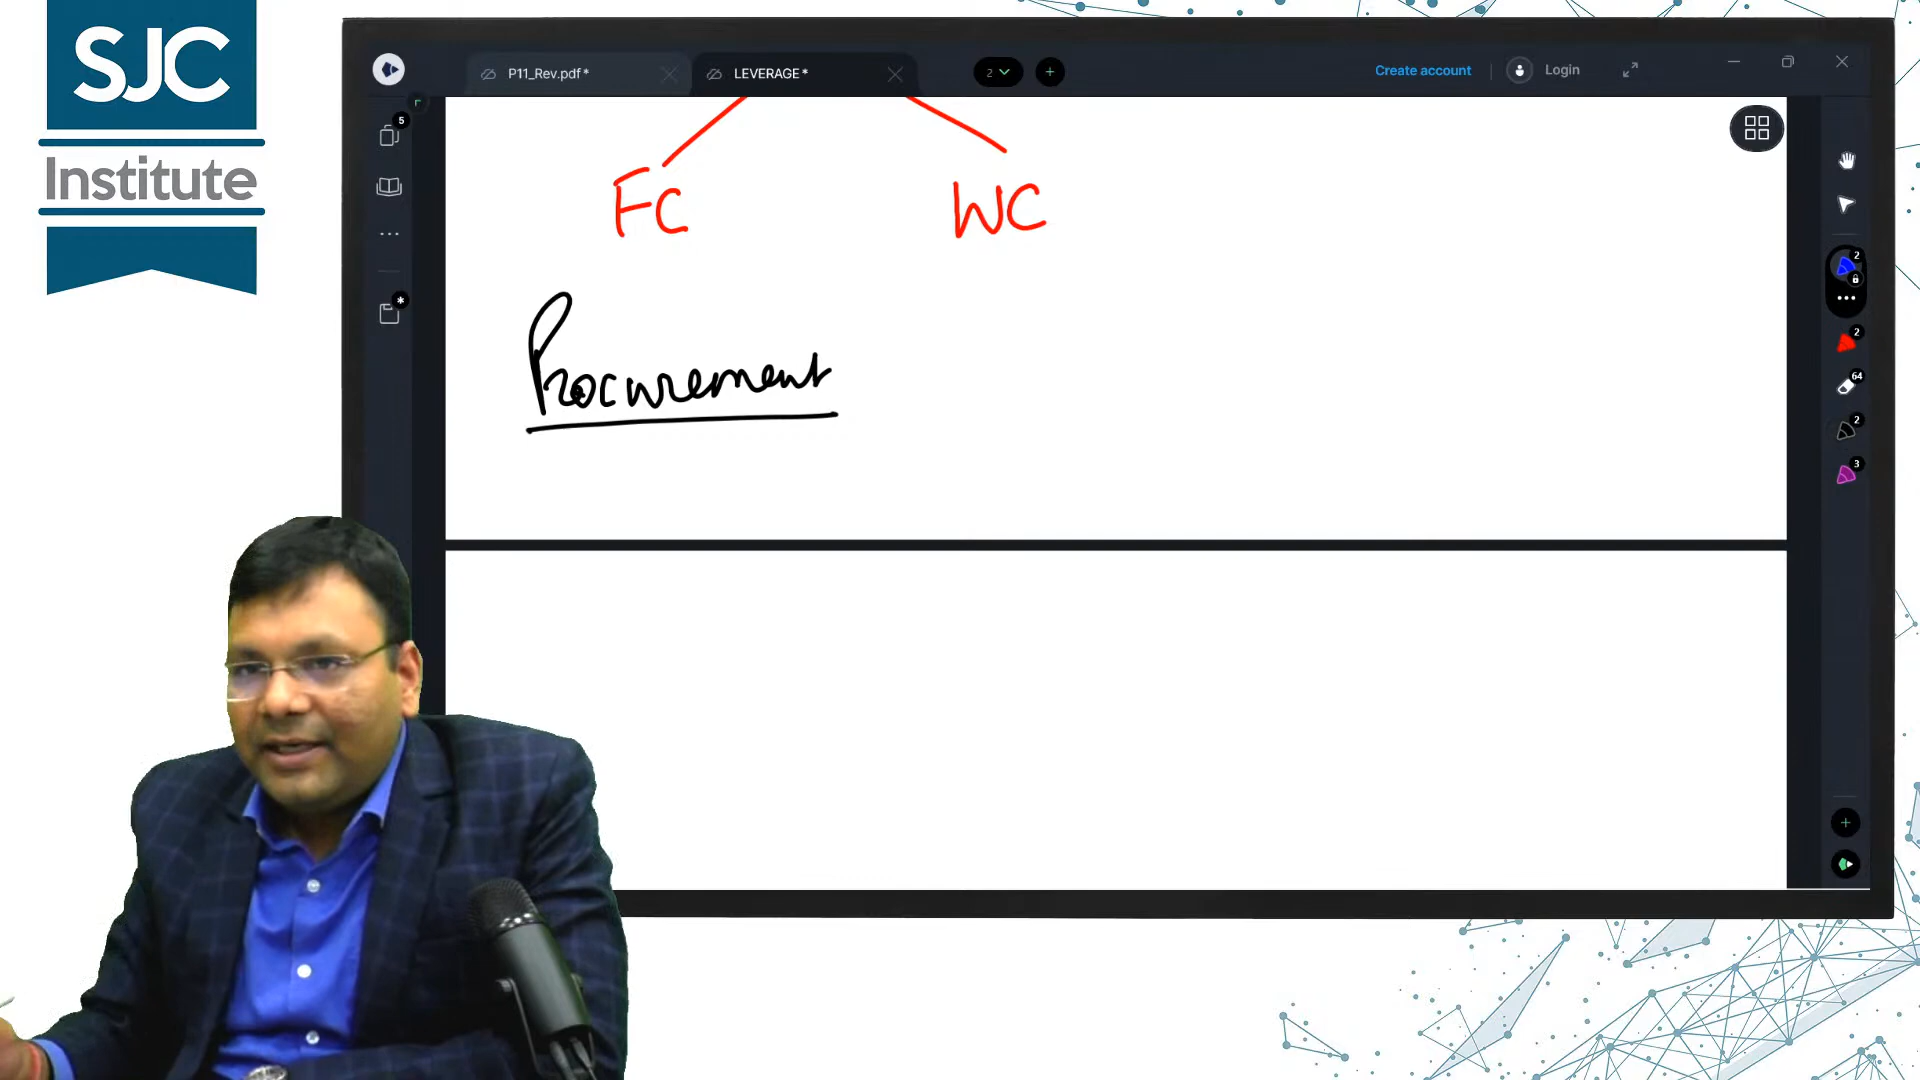 SJC
Institute
P11_Rev.pdf*
LEVERAGE*
2
Create account
Login
5
FC
WC
Procurement
2
2
64
2
3